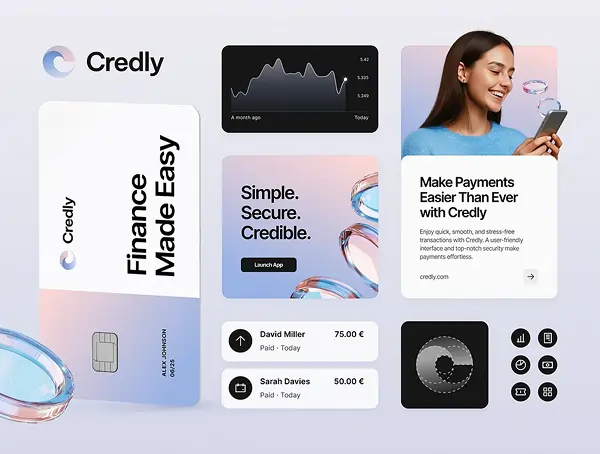 Credly
Credly
Finance
Made Easy
ALEX JOHNSON
08/25
5.42
5.335
5.249
A month ago
Today
Simple.
Secure.
Credible.
Launch App
David Miller
75.00 €
Paid · Today
Sarah Davies
50.00 €
Paid · Today
Make Payments
Easier Than Ever
with Credly
Enjoy quick, smooth, and stress-free
transactions with Credly. A user-friendly
interface and top-notch security make
payments effortless.
credly.com